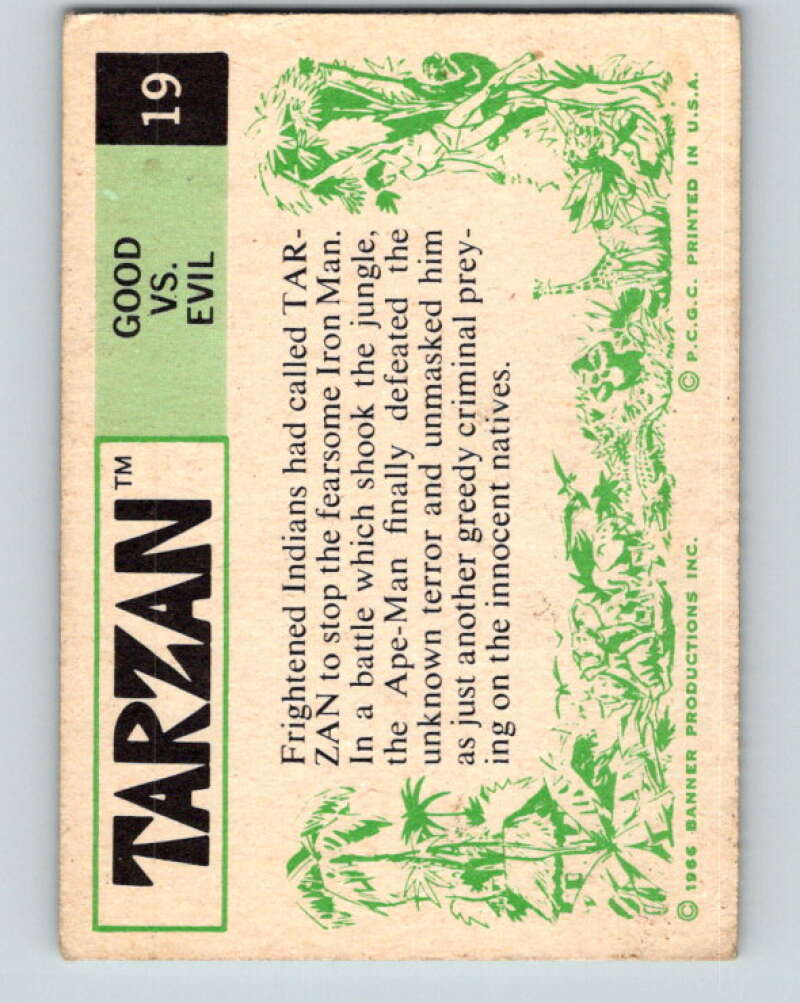 TARZAN™
GOOD
VS.
EVIL
19
Frightened Indians had called TAR-
ZAN to stop the fearsome Iron Man.
In a battle which shook the jungle,
the Ape-Man finally defeated the
unknown terror and unmasked him
as just another greedy criminal prey-
ing on the innocent natives.
© 1966 BANNER PRODUCTIONS INC. © P.C.G.C. PRINTED IN U.S.A.